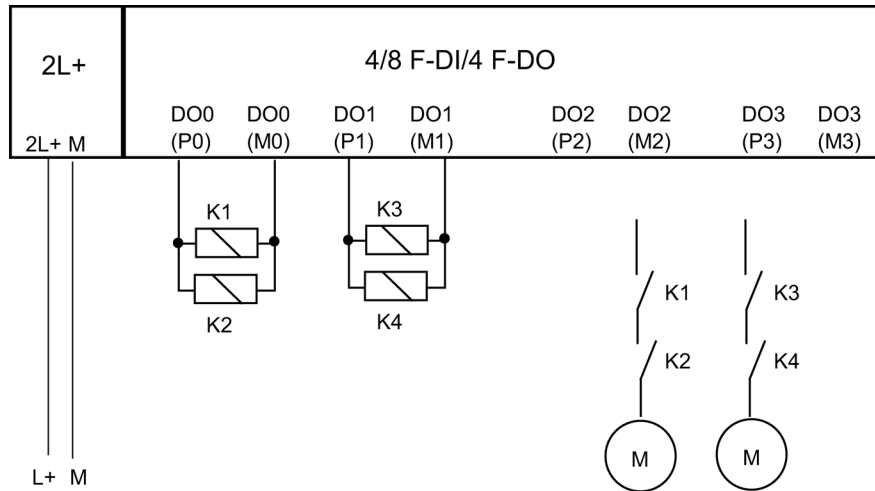 2L+
4/8 F-DI/4 F-DO
DO0 DO0 DO1 DO1 DO2 DO2 DO3 DO3
2L+ M (P0) (M0) (P1) (M1) (P2) (M2) (P3) (M3)
K1 K3
K2 K4
K1 K3
K2 K4
M M
L+ M